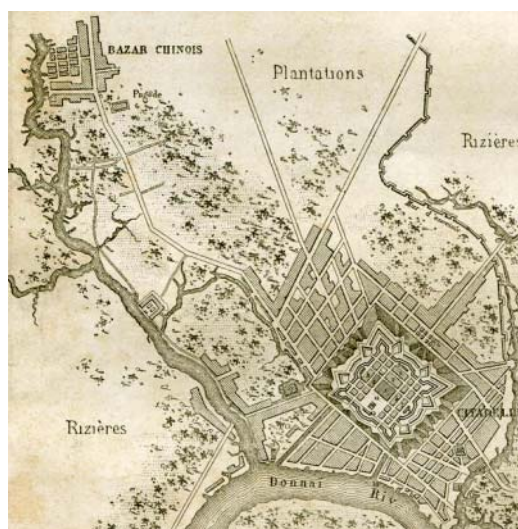 BAZAR CHINOIS
Pagode
Plantations
Rizières
CITADELLE
Rizières
Donnai Riv